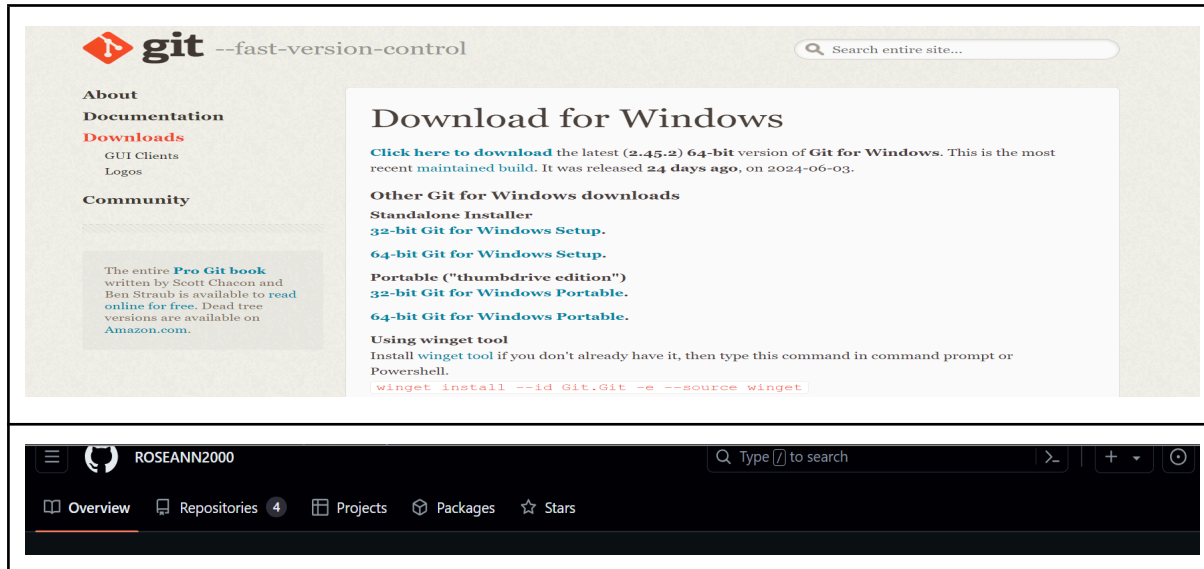 git --fast-version-control
Search entire site...
About
Documentation
Downloads
GUI Clients
Logos
Community
The entire Pro Git book
written by Scott Chacon and
Ben Straub is available to read
online for free. Dead tree
versions are available on
Amazon.com.
Download for Windows
Click here to download the latest (2.45.2) 64-bit version of Git for Windows. This is the most
recent maintained build. It was released 24 days ago, on 2024-06-03.
Other Git for Windows downloads
Standalone Installer
32-bit Git for Windows Setup.
64-bit Git for Windows Setup.
Portable ("thumbdrive edition")
32-bit Git for Windows Portable.
64-bit Git for Windows Portable.
Using winget tool
Install winget tool if you don't already have it, then type this command in command prompt or
Powershell.
winget install --id Git.Git -e --source winget
ROSEANN2000
Type / to search
Overview Repositories 4 Projects Packages Stars